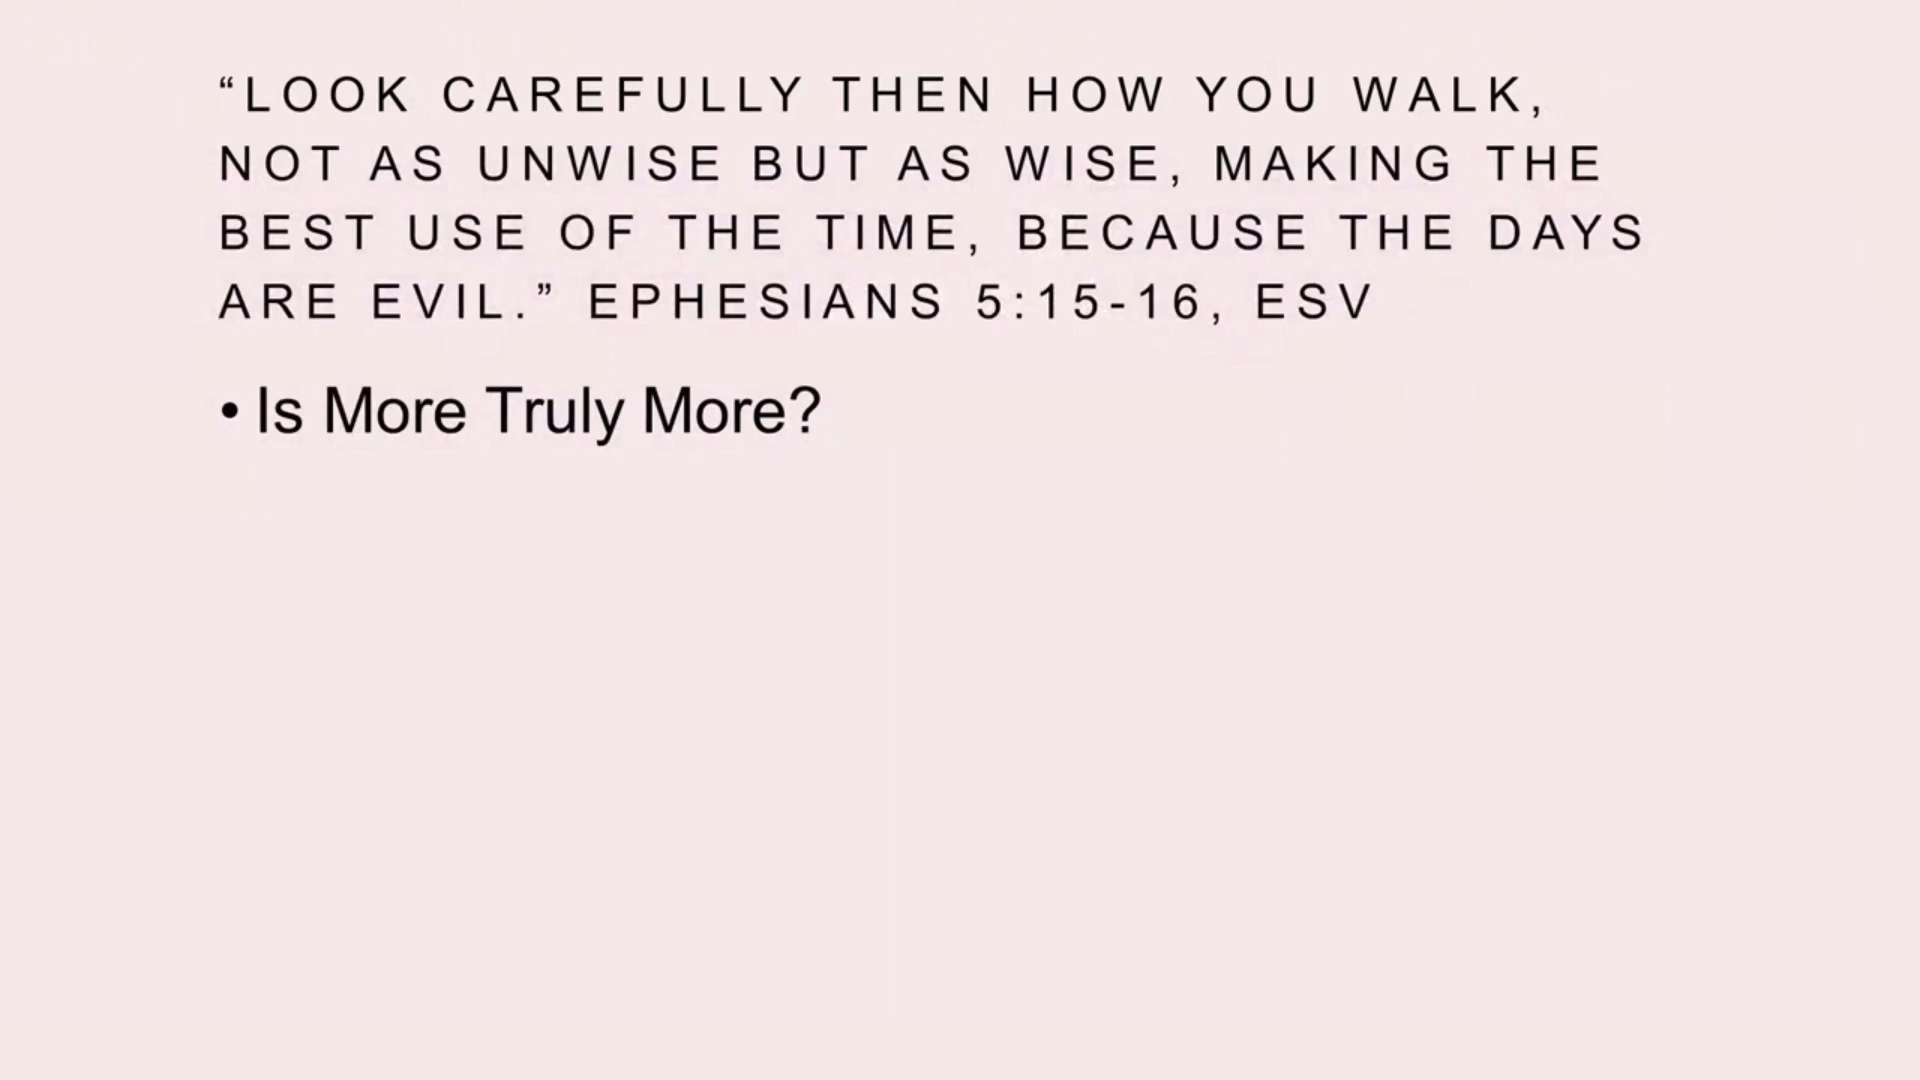 “LOOK CAREFULLY THEN HOW YOU WALK,
NOT AS UNWISE BUT AS WISE, MAKING THE
BEST USE OF THE TIME, BECAUSE THE DAYS
ARE EVIL.” EPHESIANS 5:15-16, ESV
• Is More Truly More?